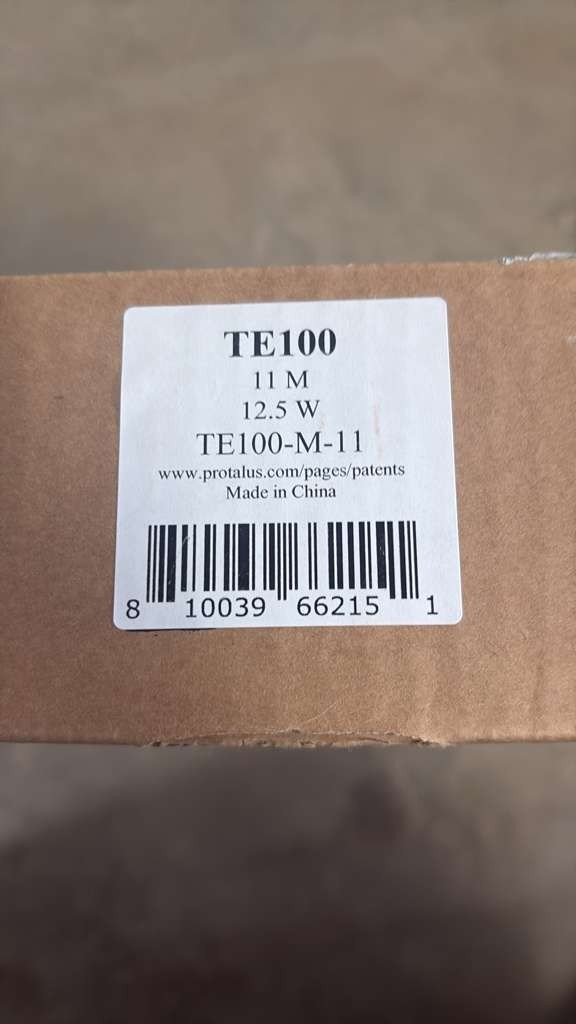 TE100
11 M
12.5 W
TE100-M-11
www.protalus.com/pages/patents
Made in China
8 10039 66215 1